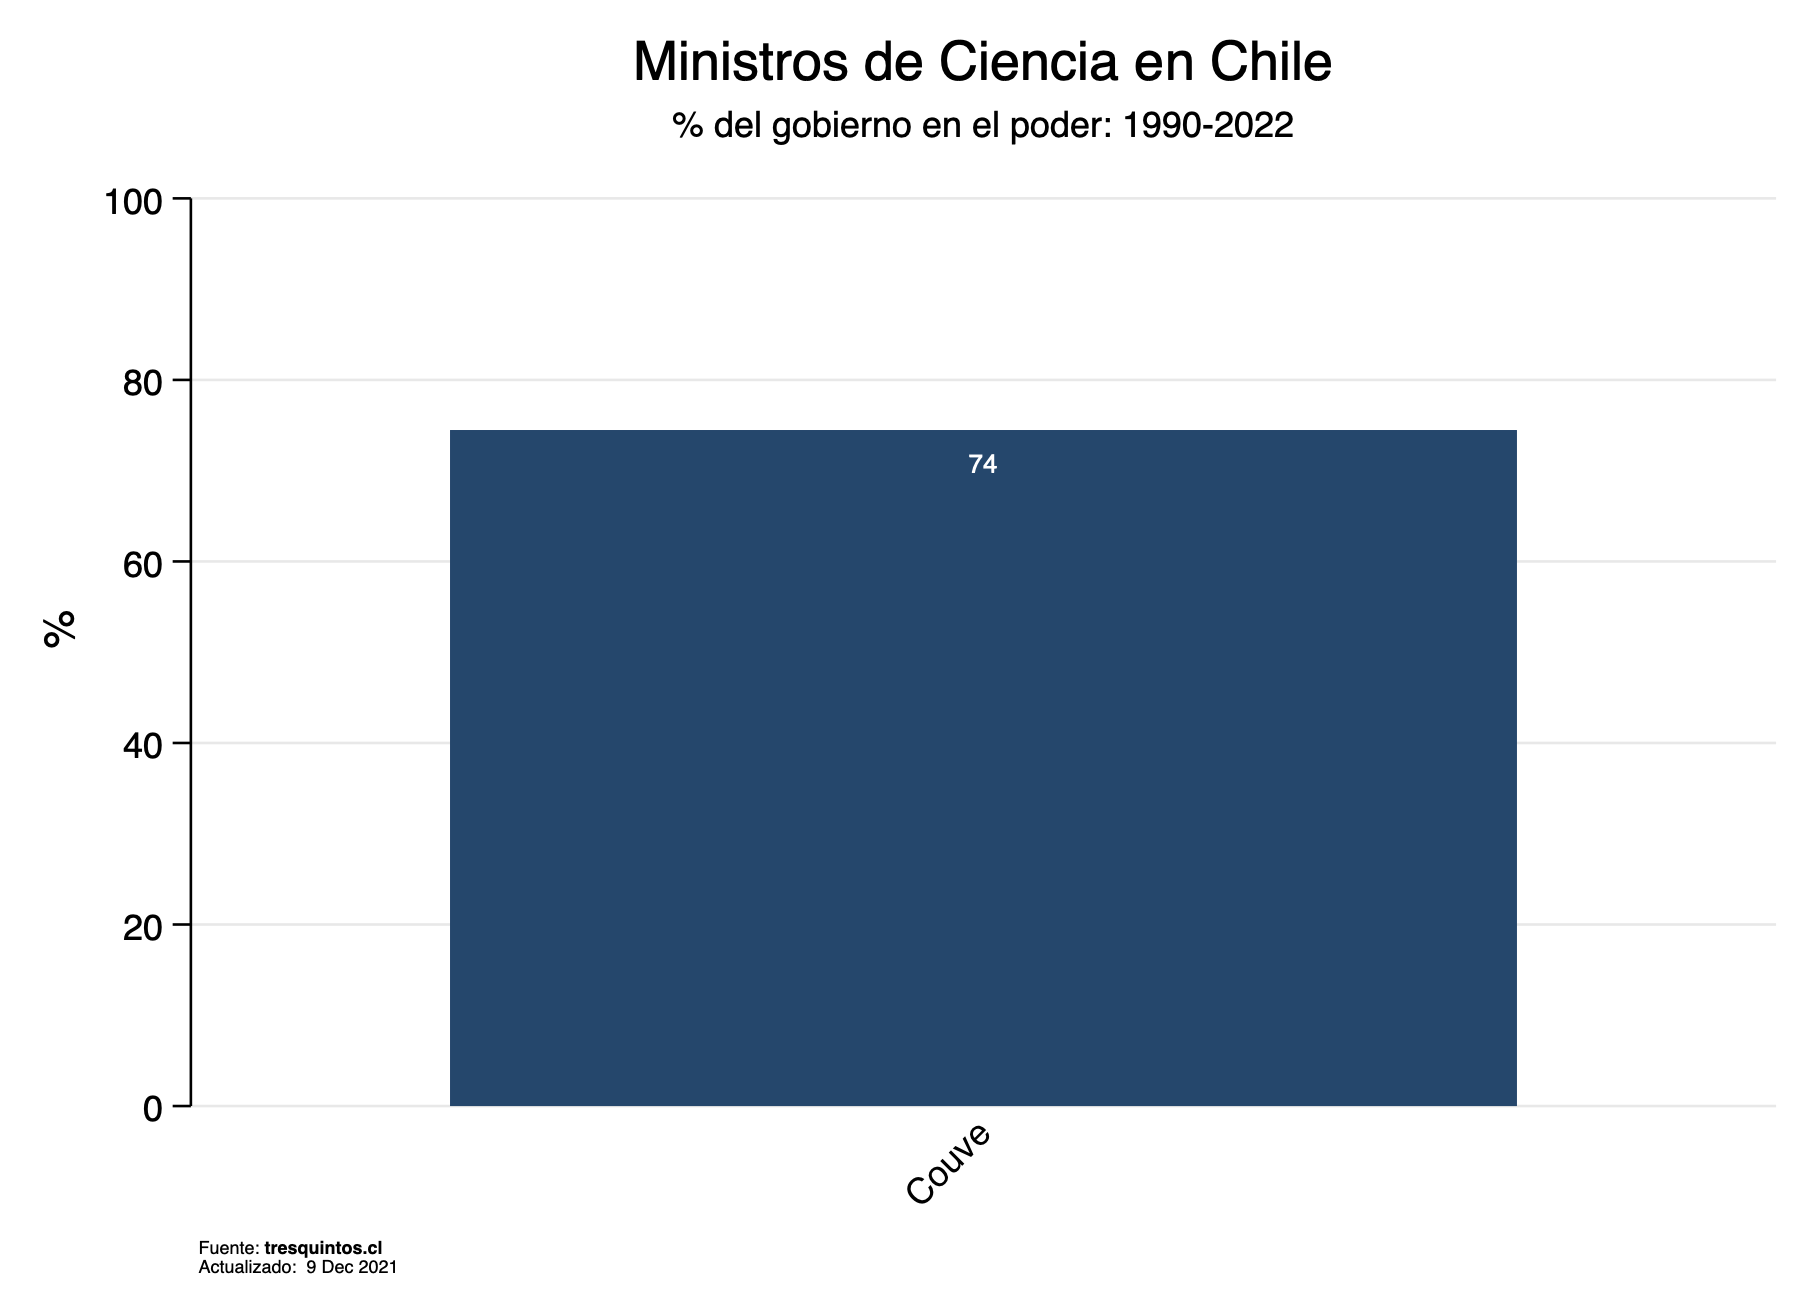 Ministros de Ciencia en Chile
% del gobierno en el poder: 1990-2022
100
80
60
40
20
0
%
74
Couve
Fuente: tresquintos.cl
Actualizado:  9 Dec 2021